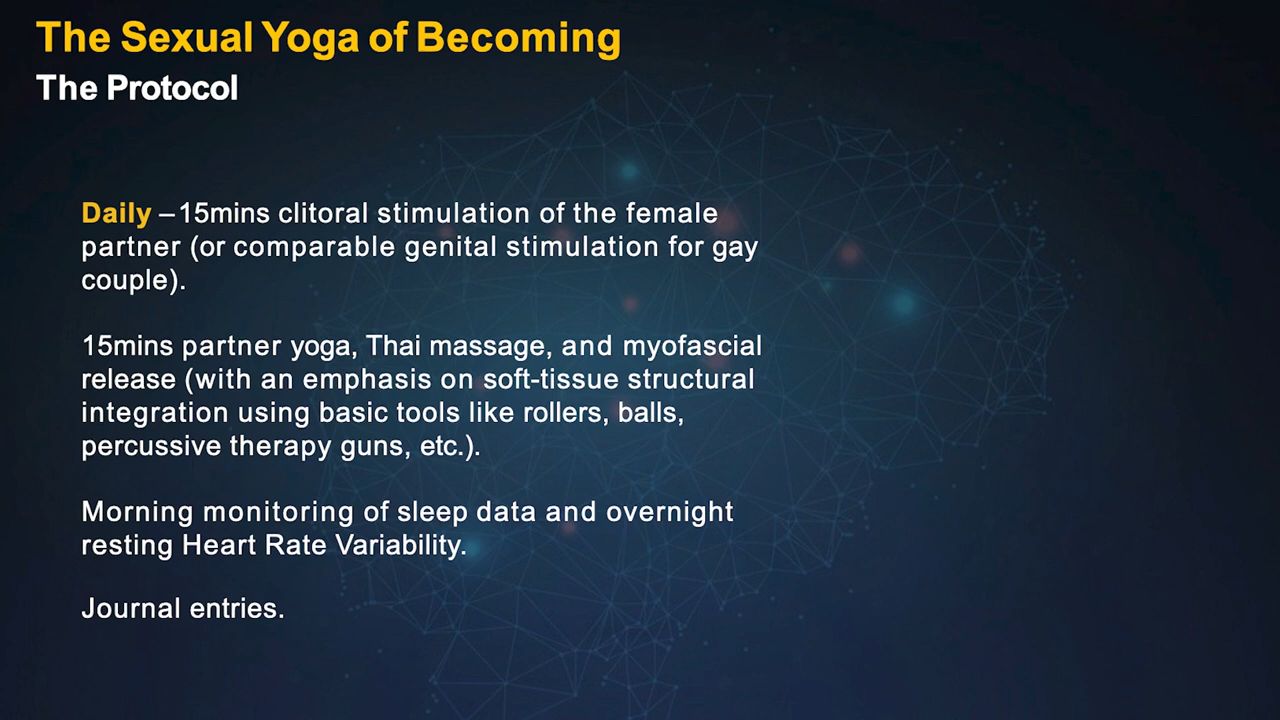 The Sexual Yoga of Becoming
The Protocol
Daily – 15mins clitoral stimulation of the female
partner (or comparable genital stimulation for gay
couple).
15mins partner yoga, Thai massage, and myofascial
release (with an emphasis on soft-tissue structural
integration using basic tools like rollers, balls,
percussive therapy guns, etc.).
Morning monitoring of sleep data and overnight
resting Heart Rate Variability.
Journal entries.